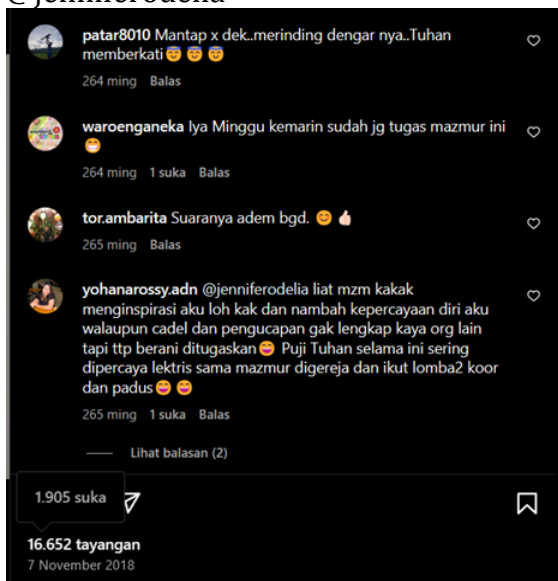 patar8010 Mantap x dek..merinding dengar nya..Tuhan
memberkati😇 😇 😇
264 ming Balas
waroenganeka Iya Minggu kemarin sudah jg tugas mazmur ini
😁
264 ming 1 suka Balas
tor.ambarita Suaranya adem bgd. 😊 👍🏻
265 ming Balas
yohanarossy.adn @jenniferodelia liat mzm kakak
menginspirasi aku loh kak dan nambah kepercayaan diri aku
walaupun cadel dan pengucapan gak lengkap kaya org lain
tapi ttp berani ditugaskan😄 Puji Tuhan selama ini sering
dipercaya lektris sama mazmur digereja dan ikut lomba2 koor
dan padus😄 😄
265 ming 1 suka Balas
Lihat balasan (2)
1.905 suka
16.652 tayangan
7 November 2018